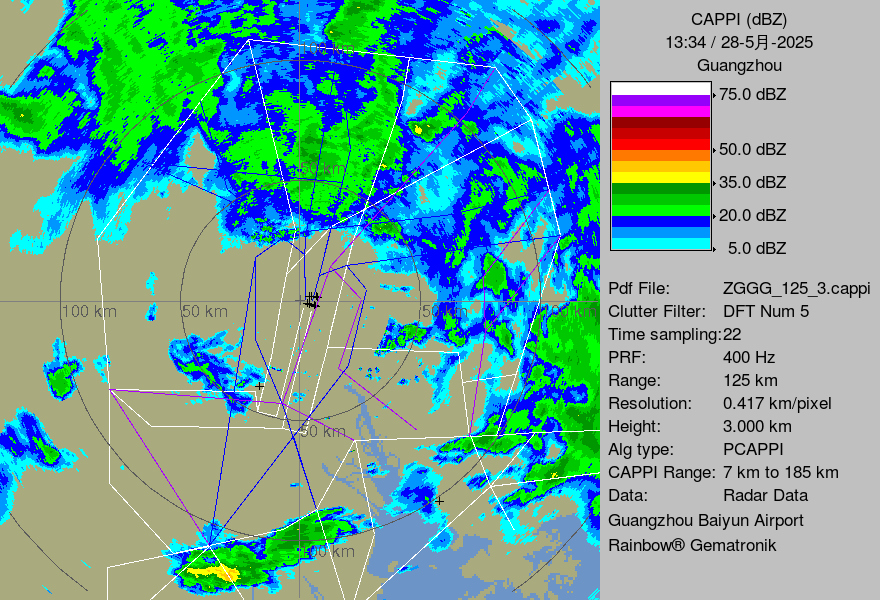 CAPPI (dBZ)
13:34 / 28-5月-2025
Guangzhou
75.0 dBZ
50.0 dBZ
35.0 dBZ
20.0 dBZ
5.0 dBZ
Pdf File: ZGGG_125_3.cappi
Clutter Filter: DFT Num 5
Time sampling:22
PRF: 400 Hz
Range: 125 km
Resolution: 0.417 km/pixel
Height: 3.000 km
Alg type: PCAPPI
CAPPI Range: 7 km to 185 km
Data: Radar Data
Guangzhou Baiyun Airport
Rainbow® Gematronik
100 km
50 km
100 km
50 km
50 km
50 km
100 km